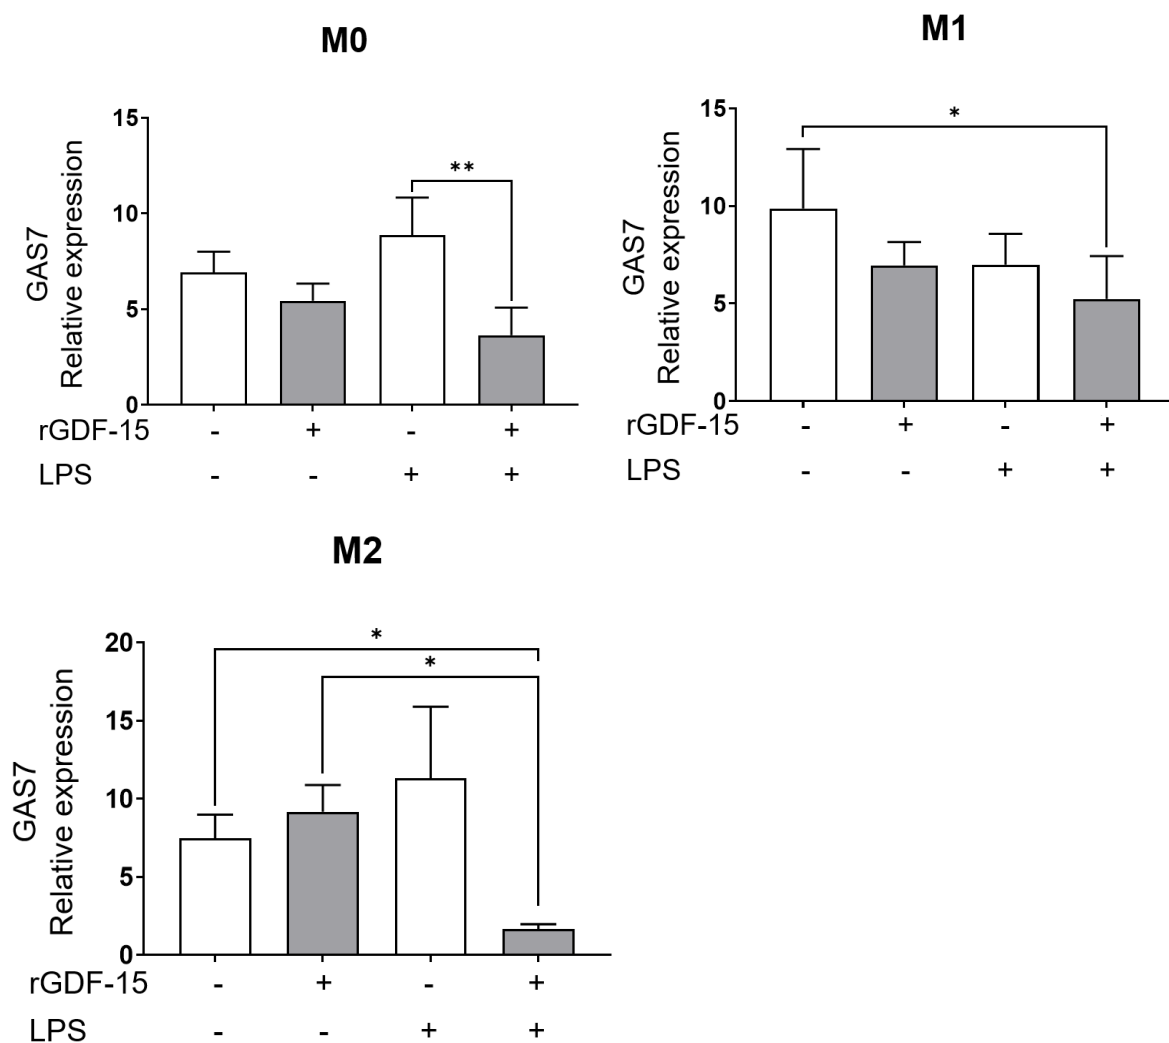 M0
GAS7
Relative expression
15
10
5
0
**
rGDF-15 - + - +
LPS - - + +
M1
GAS7
Relative expression
15
10
5
0
*
rGDF-15 - + - +
LPS - - + +
M2
GAS7
Relative expression
20
15
10
5
0
*
*
rGDF-15 - + - +
LPS - - + +